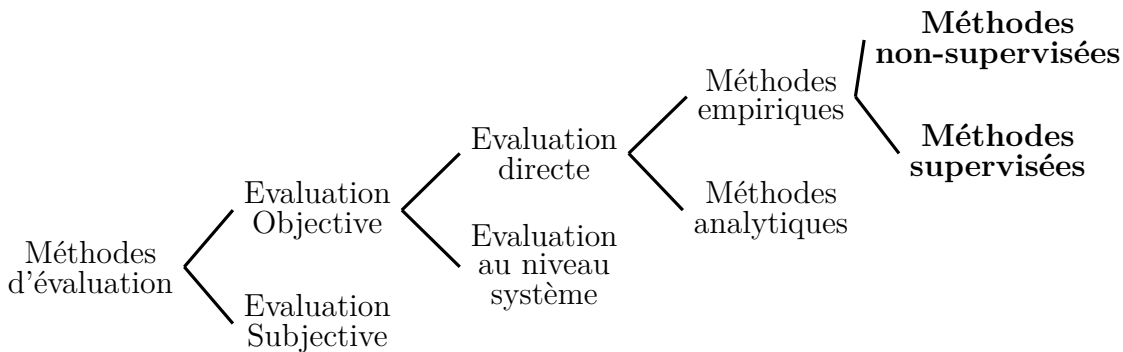 Méthodes
d'évaluation
Evaluation
Objective
Evaluation
Subjective
Evaluation
directe
Evaluation
au niveau
système
Méthodes
empiriques
Méthodes
analytiques
Méthodes
non-supervisées
Méthodes
supervisées